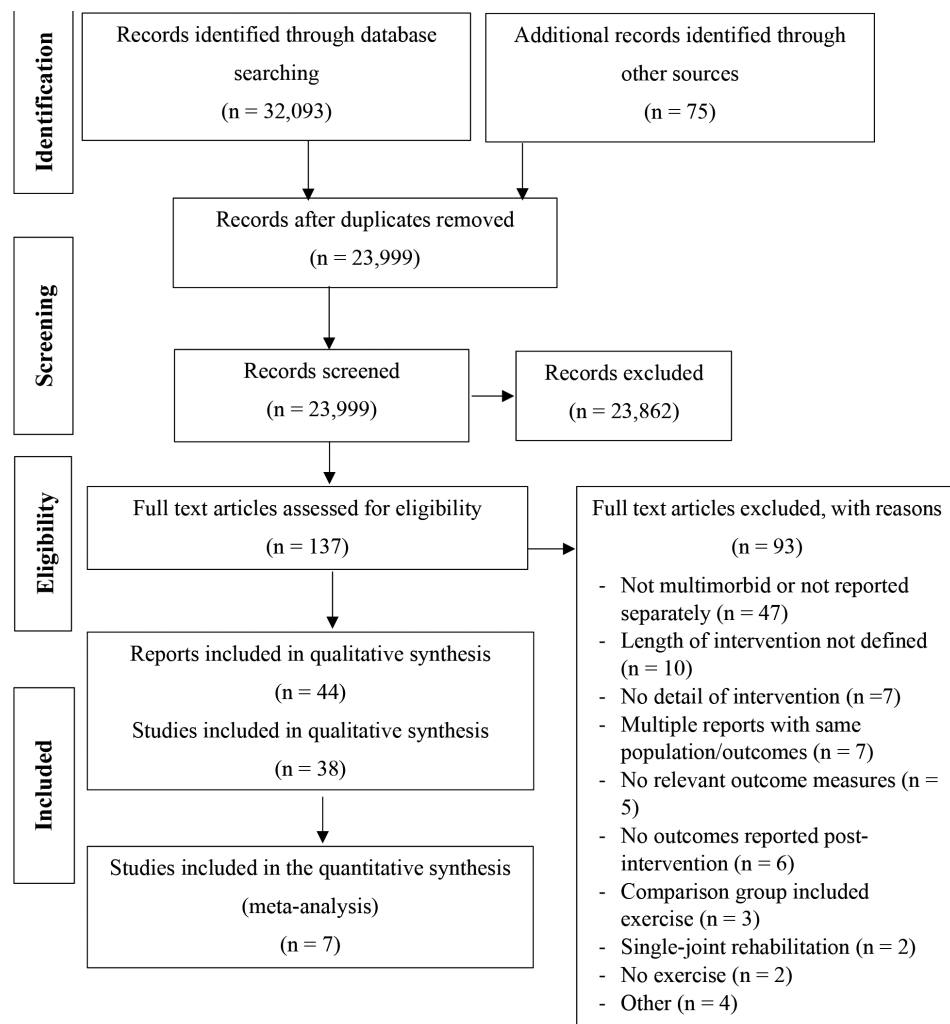 Identification
Records identified through database
searching
(n = 32,093)
Additional records identified through
other sources
(n = 75)
Records after duplicates removed
(n = 23,999)
Screening
Records screened
(n = 23,999)
Records excluded
(n = 23,862)
Eligibility
Full text articles assessed for eligibility
(n = 137)
Full text articles excluded, with reasons
(n = 93)
- Not multimorbid or not reported
separately (n = 47)
- Length of intervention not defined
(n = 10)
- No detail of intervention (n =7)
- Multiple reports with same
population/outcomes (n = 7)
- No relevant outcome measures (n =
5)
- No outcomes reported post-
intervention (n = 6)
- Comparison group included
exercise (n = 3)
- Single-joint rehabilitation (n = 2)
- No exercise (n = 2)
- Other (n = 4)
Included
Reports included in qualitative synthesis
(n = 44)
Studies included in qualitative synthesis
(n = 38)
Studies included in the quantitative synthesis
(meta-analysis)
(n = 7)